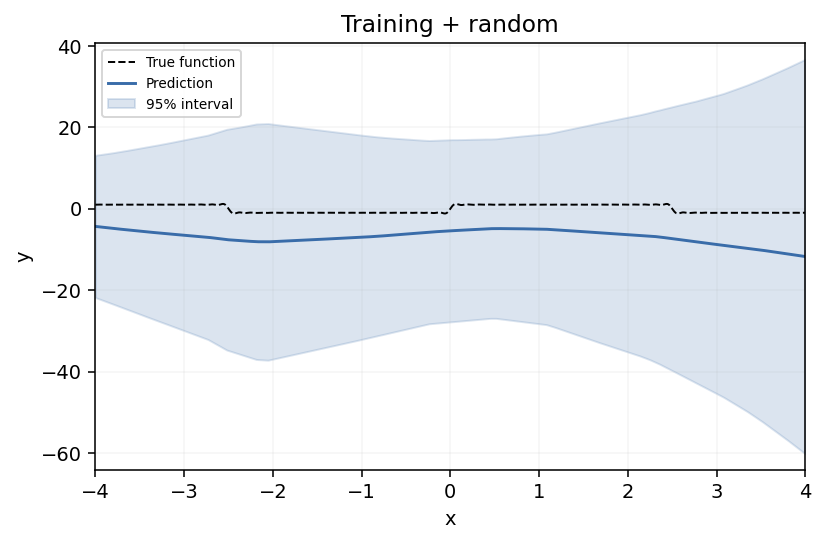 Training + random
True function
Prediction
95% interval
40
20
0
−20
−40
−60
y
−4 −3 −2 −1 0 1 2 3 4
x